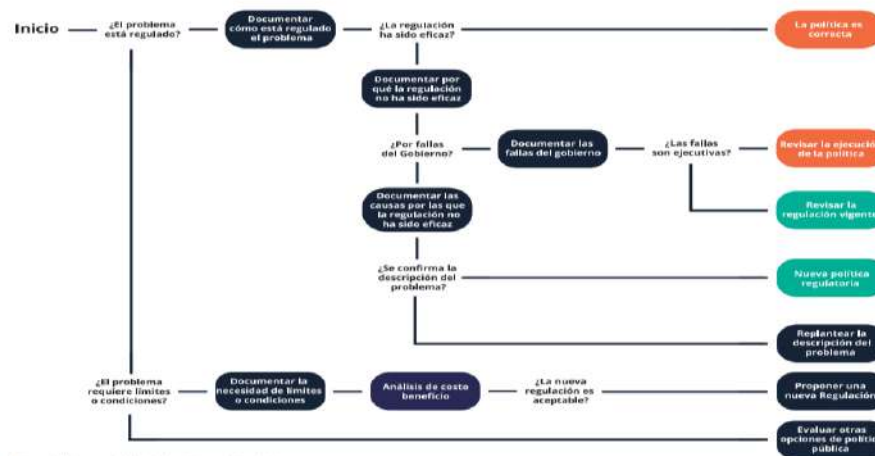 ¿El problema
está regulado?
Documentar
cómo está regulado
el problema
¿La regulación
ha sido eficaz?
La política es
correcta
Inicio
Documentar por
qué la regulación
no ha sido eficaz
¿Por fallas
del Gobierno?
Documentar las
fallas del gobierno
¿Las fallas
son ejecutivas?
Revisar la ejecución
de la política
Documentar las
causas por las que
la regulación no
ha sido eficaz
Revisar la
regulación vigente
¿Se confirma la
descripción del
problema?
Nueva política
regulatoria
Replantear la
descripción del
problema
¿El problema
requiere límites
o condiciones?
Documentar la
necesidad de límites
o condiciones
Análisis de costo
beneficio
¿La nueva
regulación es
aceptable?
Proponer una
nueva Regulación
Evaluar otras
opciones de política
pública